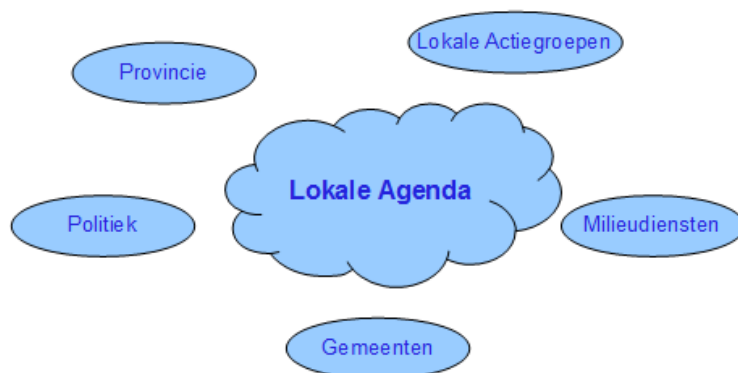 Lokale Actiegroepen
Provincie
Lokale Agenda
Politiek
Milieudiensten
Gemeenten